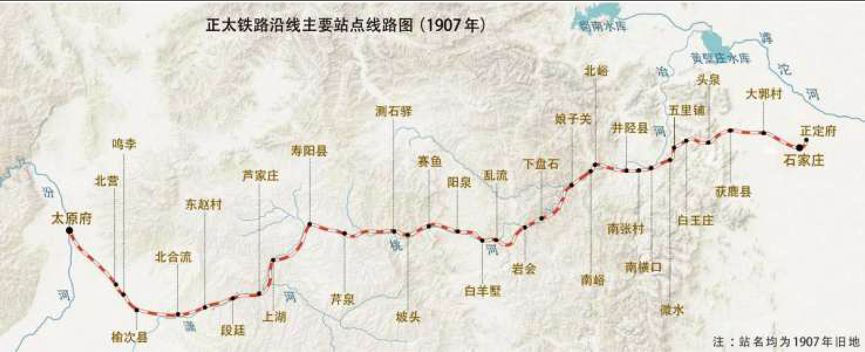 正太铁路沿线主要站点线路图（1907年）
岗南水库
黄壁庄水库
滹
沱
河
冶
河
北峪
头泉
大郭村
正定府
石家庄
五里铺
井陉县
娘子关
测石驿
赛鱼
阳泉
乱流
下盘石
寿阳县
芦家庄
鸣李
北营
太原府
汾
河
东赵村
北合流
榆次县
潇
河
段廷
上湖
芹泉
坡头
桃
河
白羊墅
岩会
南峪
南张村
南横口
微水
白王庄
获鹿县
注：站名均为1907年旧地